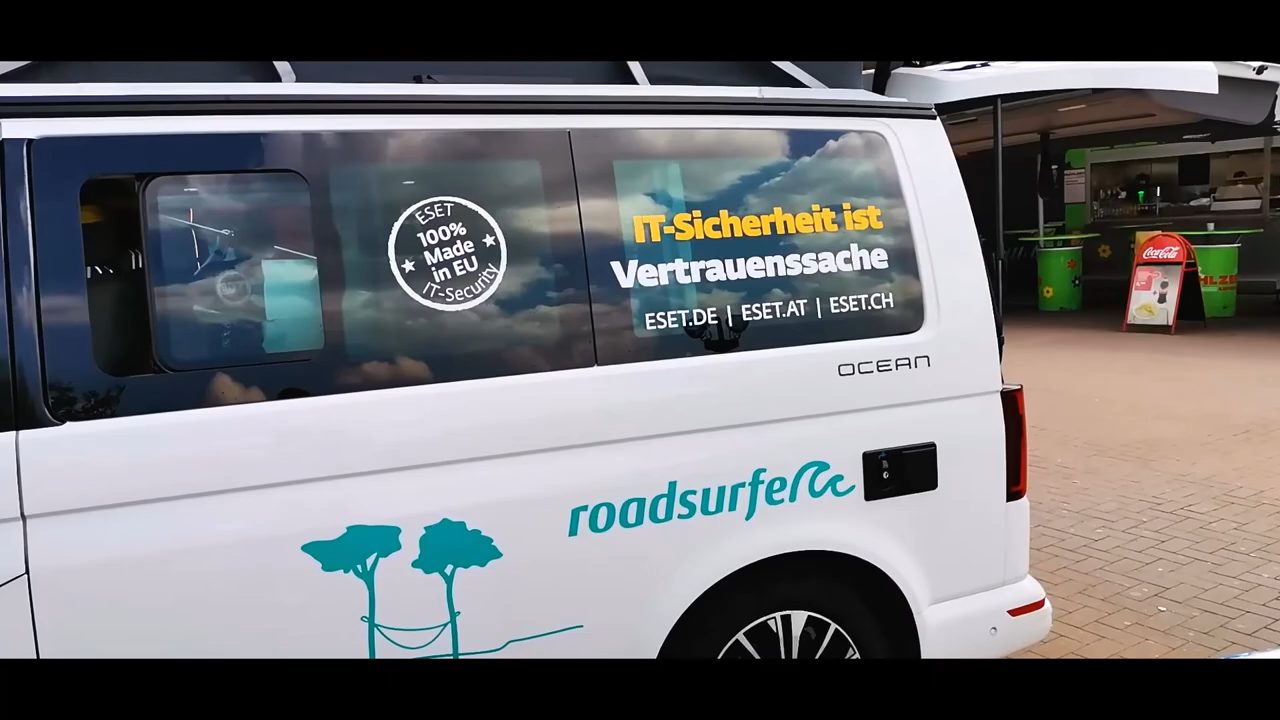 ESET
100%
Made
in EU
IT-Security
IT-Sicherheit ist
Vertrauenssache
ESET.DE | ESET.AT | ESET.CH
OCEAN
roadsurfer
Coca-Cola